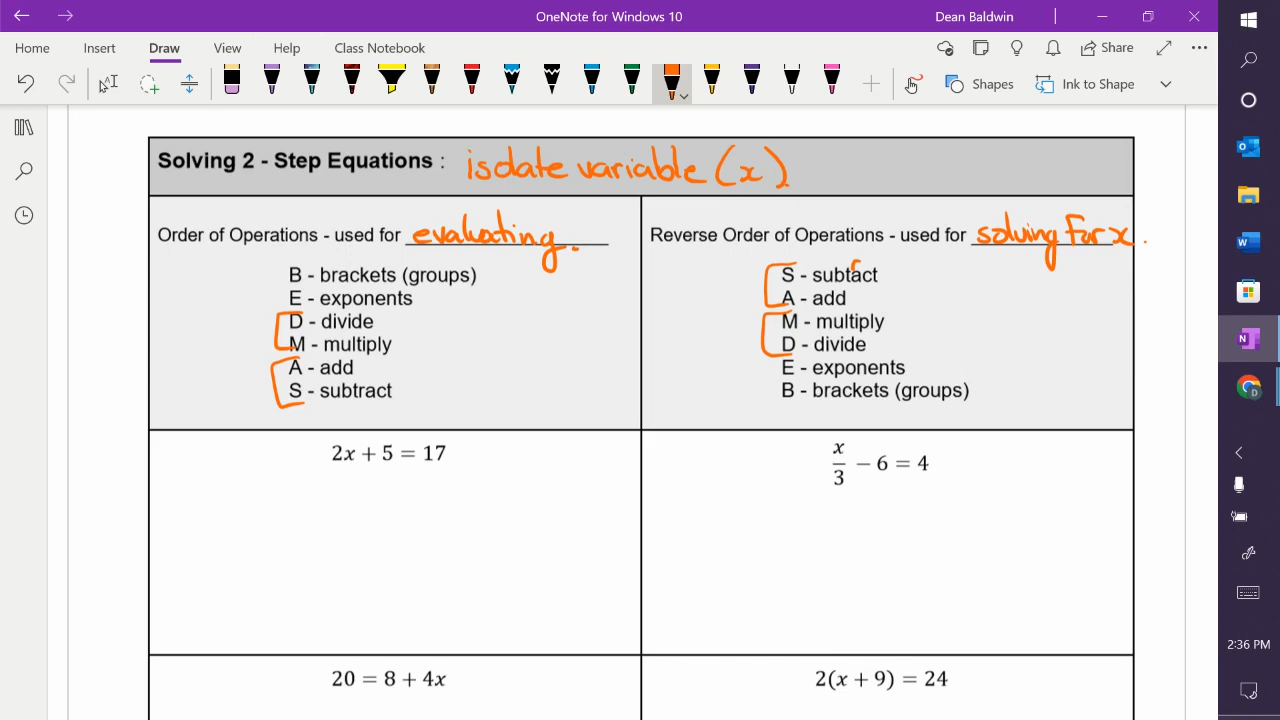 OneNote for Windows 10
Dean Baldwin
Home Insert Draw View Help Class Notebook Share
Shapes Ink to Shape
Solving 2 - Step Equations : isolate variable (x)
Order of Operations - used for evaluating.
B - brackets (groups)
E - exponents
D - divide
M - multiply
A - add
S - subtract
Reverse Order of Operations - used for solving for x.
S - subtract
A - add
M - multiply
D - divide
E - exponents
B - brackets (groups)
2x + 5 = 17
x/3 − 6 = 4
20 = 8 + 4x
2(x + 9) = 24
2:36 PM